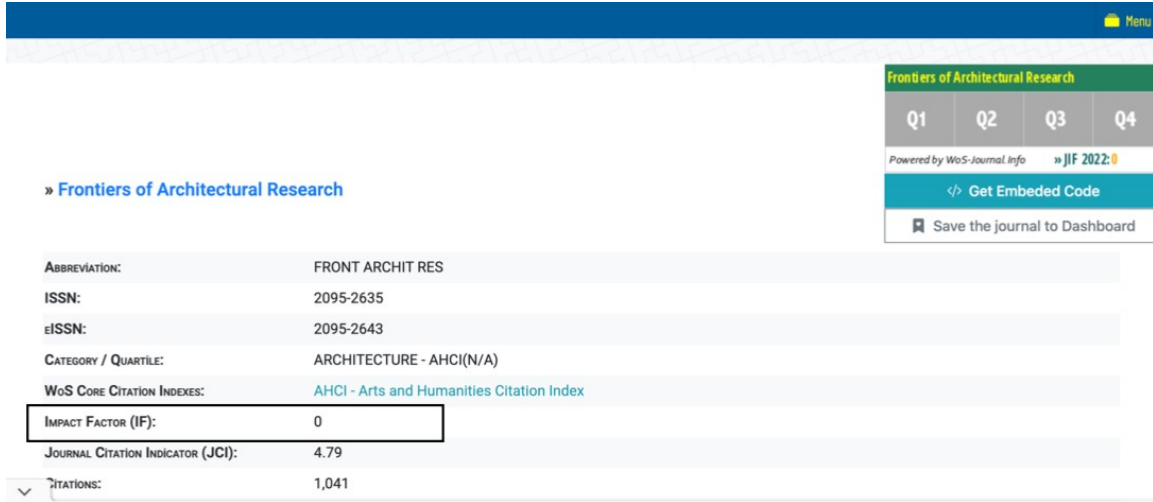 Menu
Frontiers of Architectural Research
Q1 Q2 Q3 Q4
Powered by WoS-Journal.Info » JIF 2022: 0
</> Get Embeded Code
Save the journal to Dashboard
» Frontiers of Architectural Research
ABBREVIATION: FRONT ARCHIT RES
ISSN: 2095-2635
EISSN: 2095-2643
CATEGORY / QUARTILE: ARCHITECTURE - AHCI(N/A)
WOS CORE CITATION INDEXES: AHCI - Arts and Humanities Citation Index
IMPACT FACTOR (IF): 0
JOURNAL CITATION INDICATOR (JCI): 4.79
CITATIONS: 1,041